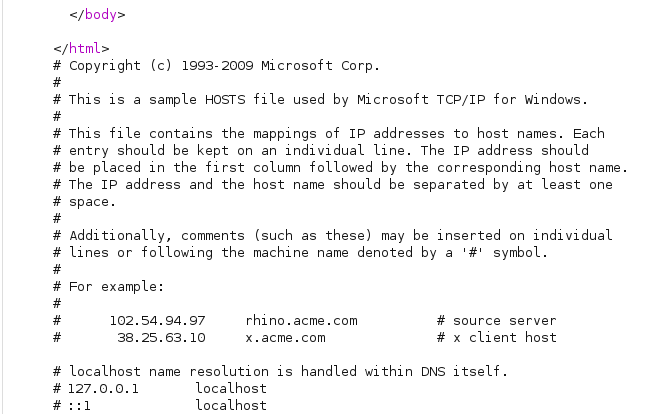 </body>
</html>
# Copyright (c) 1993-2009 Microsoft Corp.
#
# This is a sample HOSTS file used by Microsoft TCP/IP for Windows.
#
# This file contains the mappings of IP addresses to host names. Each
# entry should be kept on an individual line. The IP address should
# be placed in the first column followed by the corresponding host name.
# The IP address and the host name should be separated by at least one
# space.
#
# Additionally, comments (such as these) may be inserted on individual
# lines or following the machine name denoted by a '#' symbol.
#
# For example:
#
#      102.54.94.97     rhino.acme.com          # source server
#       38.25.63.10     x.acme.com              # x client host
# localhost name resolution is handled within DNS itself.
# 127.0.0.1       localhost
# ::1             localhost